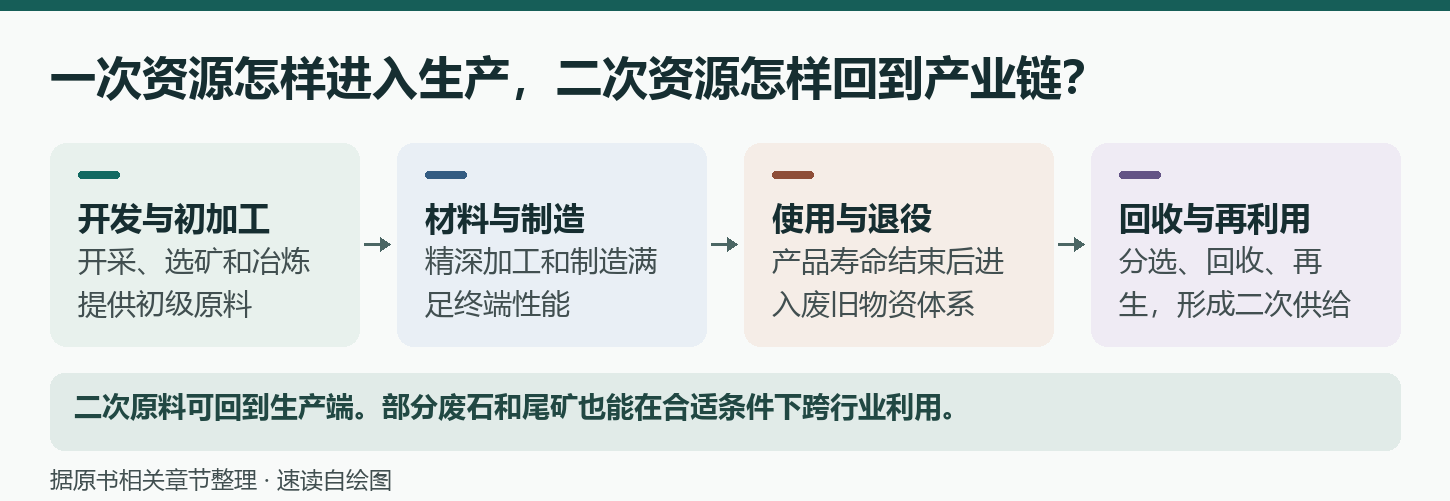 一次资源怎样进入生产，二次资源怎样回到产业链？
开发与初加工
开采、选矿和冶炼
提供初级原料
材料与制造
精深加工和制造满
足终端性能
使用与退役
产品寿命结束后进
入废旧物资体系
回收与再利用
分选、回收、再
生，形成二次供给
二次原料可回到生产端。部分废石和尾矿也能在合适条件下跨行业利用。
据原书相关章节整理 · 速读自绘图